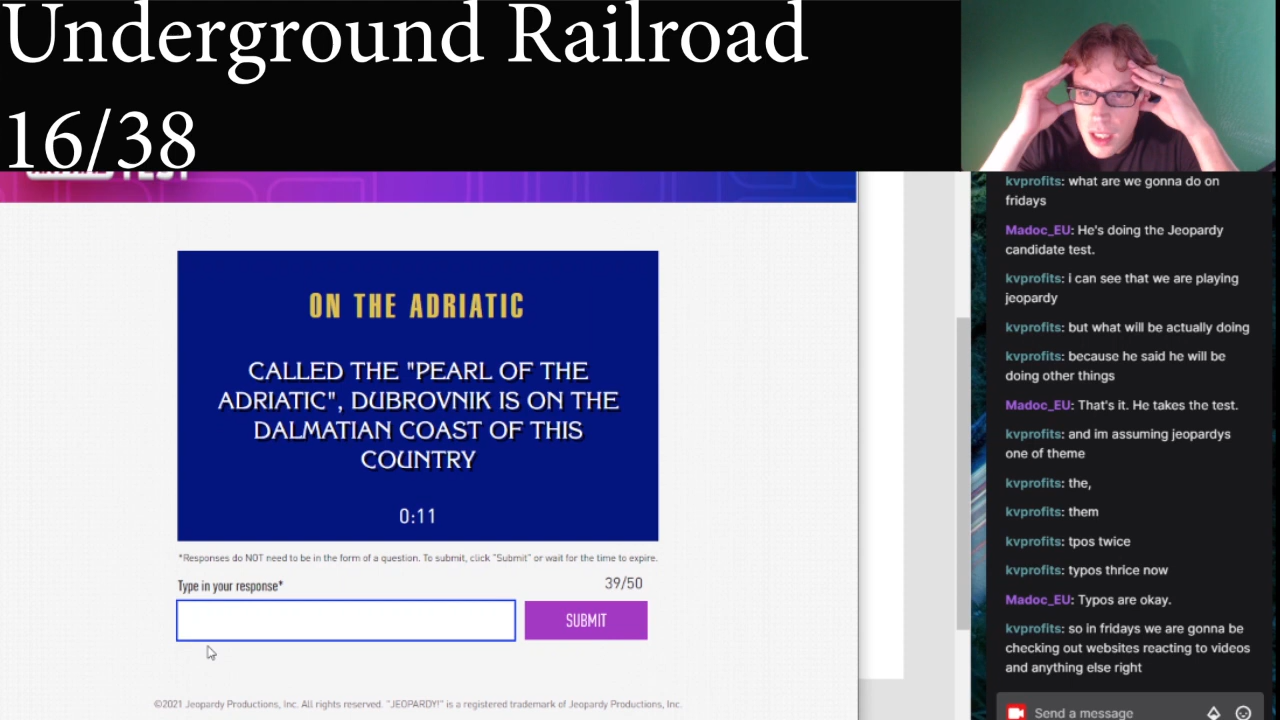 Underground Railroad
16/38
TEST
ON THE ADRIATIC
CALLED THE "PEARL OF THE
ADRIATIC", DUBROVNIK IS ON THE
DALMATIAN COAST OF THIS
COUNTRY
0:11
*Responses do NOT need to be in the form of a question. To submit, click "Submit" or wait for the time to expire.
Type in your response*
39/50
SUBMIT
©2021 Jeopardy Productions, Inc. All rights reserved. "JEOPARDY!" is a registered trademark of Jeopardy Productions, Inc.
kvprofits: what are we gonna do on
fridays
Madoc_EU: He's doing the Jeopardy
candidate test.
kvprofits: i can see that we are playing
jeopardy
kvprofits: but what will be actually doing
kvprofits: because he said he will be
doing other things
Madoc_EU: That's it. He takes the test.
kvprofits: and im assuming jeopardys
one of theme
kvprofits: the,
kvprofits: them
kvprofits: tpos twice
kvprofits: typos thrice now
Madoc_EU: Typos are okay.
kvprofits: so in fridays we are gonna be
checking out websites reacting to videos
and anything else right
Send a message